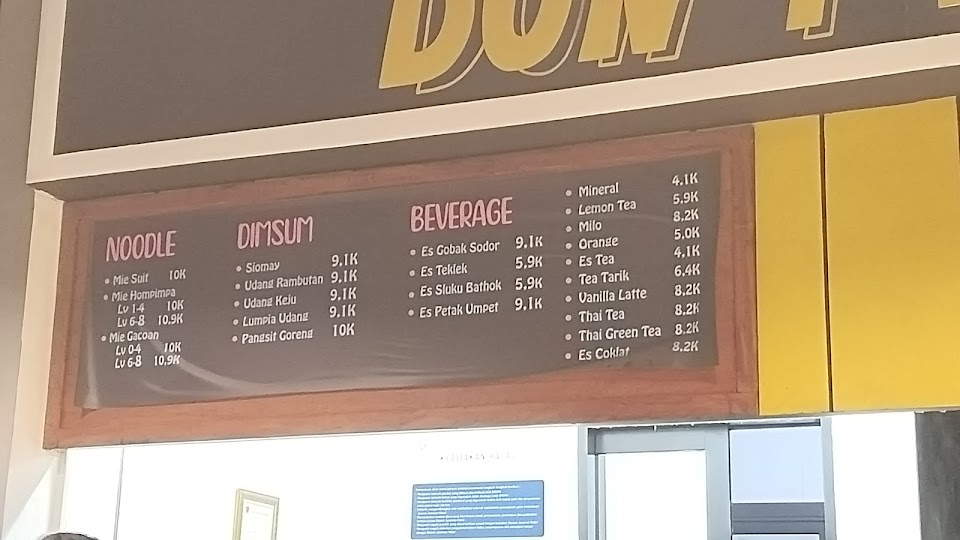 DON'T
NOODLE
Mie Suit 10K
Mie Hompimpa
Lv 1-4 10K
Lv 6-8 10,9K
Mie Gacoan
Lv 0-4 10K
Lv 6-8 10,9K
DIMSUM
Siomay 9,1K
Udang Rambutan 9,1K
Udang Keju 9,1K
Lumpia Udang 9,1K
Pangsit Goreng 10K
BEVERAGE
Es Gobak Sodor 9,1K
Es Teklek 5,9K
Es Sluku Bathok 5,9K
Es Petak Umpet 9,1K
Mineral 4,1K
Lemon Tea 5,9K
Milo 8,2K
Orange 5,0K
Es Tea 4,1K
Tea Tarik 6,4K
Vanilla Latte 8,2K
Thai Tea 8,2K
Thai Green Tea 8,2K
Es Coklat 8,2K